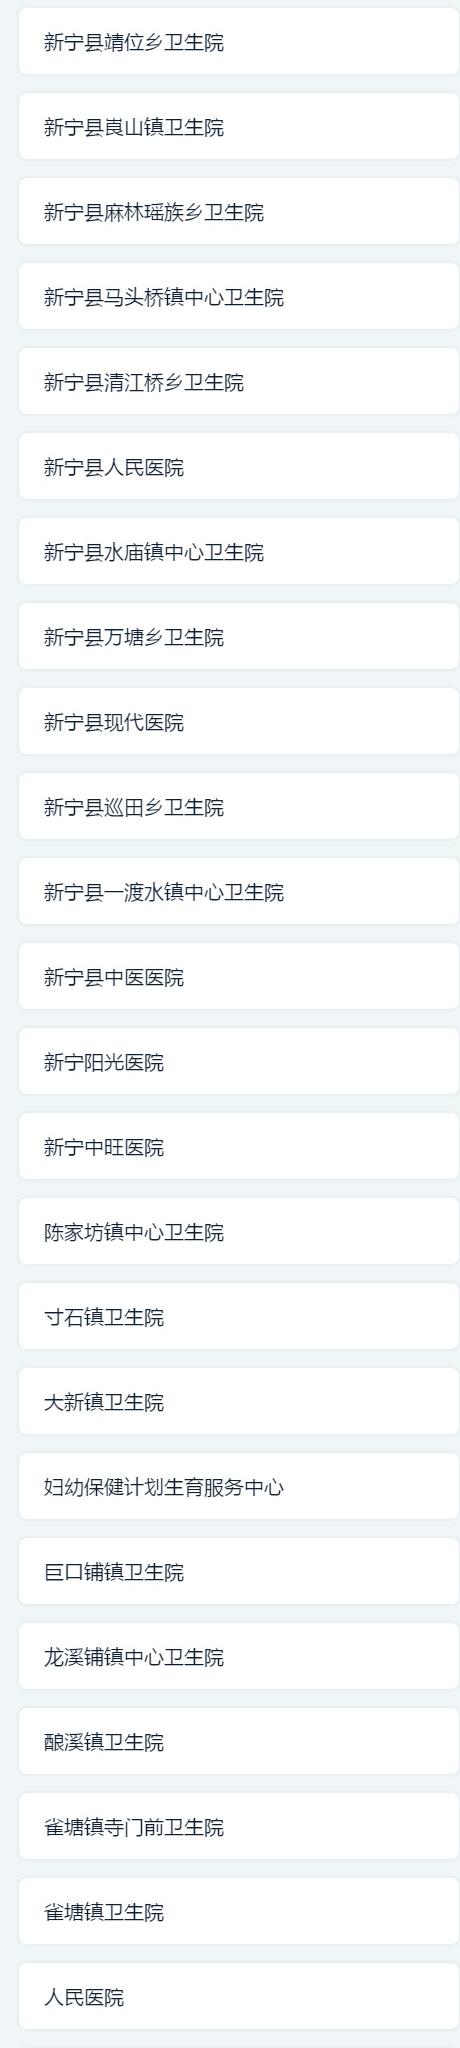 新宁县靖位乡卫生院
新宁县崀山镇卫生院
新宁县麻林瑶族乡卫生院
新宁县马头桥镇中心卫生院
新宁县清江桥乡卫生院
新宁县人民医院
新宁县水庙镇中心卫生院
新宁县万塘乡卫生院
新宁县现代医院
新宁县巡田乡卫生院
新宁县一渡水镇中心卫生院
新宁县中医医院
新宁阳光医院
新宁中旺医院
陈家坊镇中心卫生院
寸石镇卫生院
大新镇卫生院
妇幼保健计划生育服务中心
巨口铺镇卫生院
龙溪铺镇中心卫生院
酿溪镇卫生院
雀塘镇寺门前卫生院
雀塘镇卫生院
人民医院